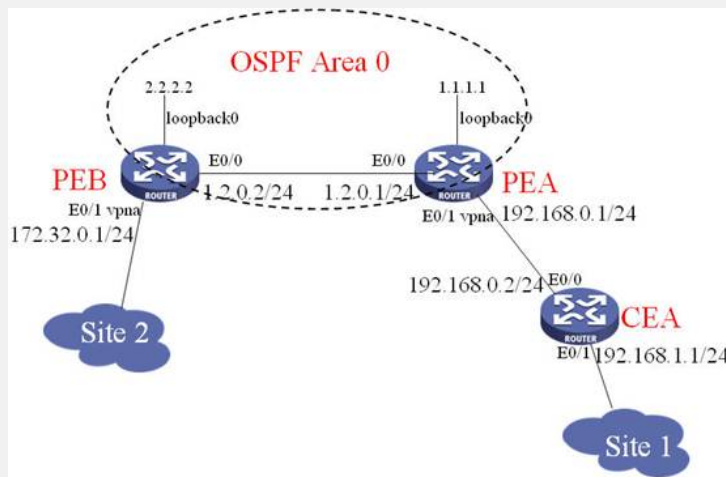 OSPF Area 0
2.2.2.2
1.1.1.1
loopback0
loopback0
E0/0
E0/0
PEB
PEA
ROUTER
ROUTER
1.2.0.2/24
1.2.0.1/24
E0/1 vpna
172.32.0.1/24
E0/1 vpna
192.168.0.1/24
192.168.0.2/24
E0/0
Site 2
CEA
ROUTER
E0/1
192.168.1.1/24
Site 1